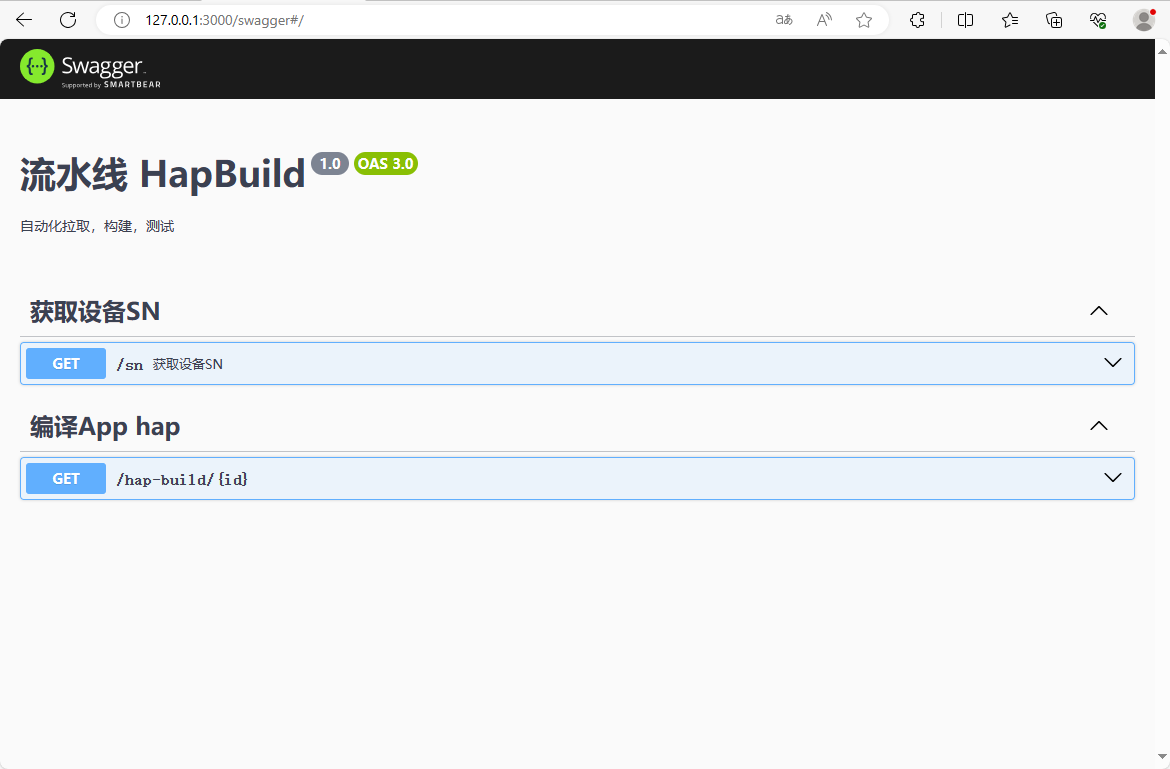 127.0.0.1:3000/swagger#/
Swagger
Supported by SMARTBEAR
流水线 HapBuild 1.0 OAS 3.0
自动化拉取，构建，测试
获取设备SN
GET /sn 获取设备SN
编译App hap
GET /hap-build/{id}